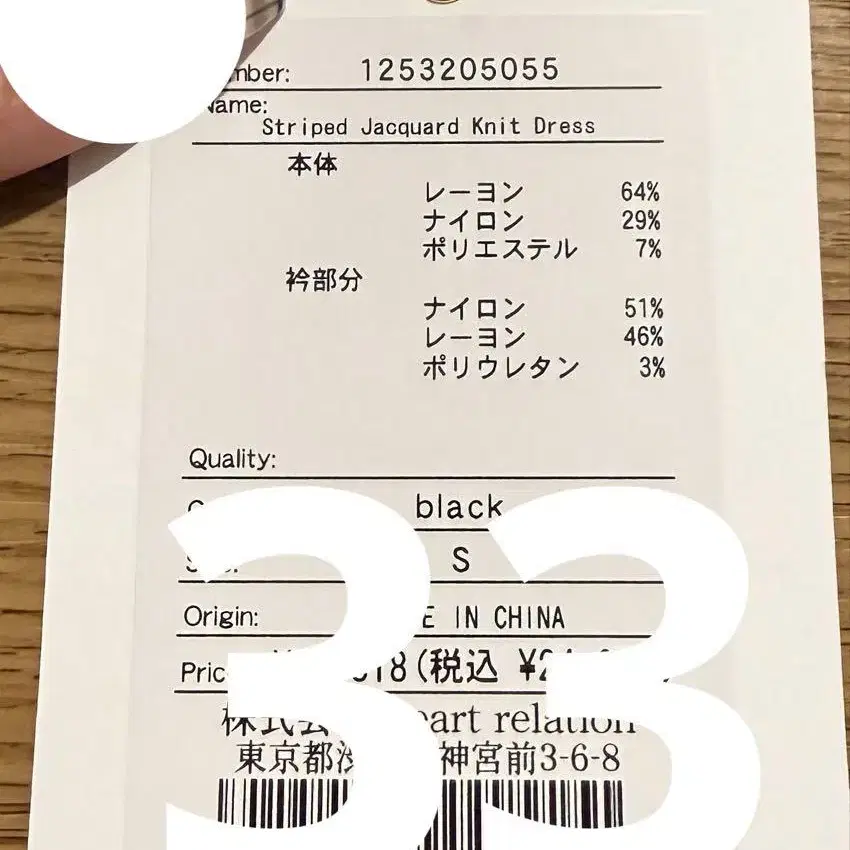 Number: 1253205055
Name:
Striped Jacquard Knit Dress
本体
レーヨン 64%
ナイロン 29%
ポリエステル 7%
衿部分
ナイロン 51%
レーヨン 46%
ポリウレタン 3%
Quality:
black
S
Origin: IN CHINA
(税込
relation
東京都 神宮前3-6-8
33